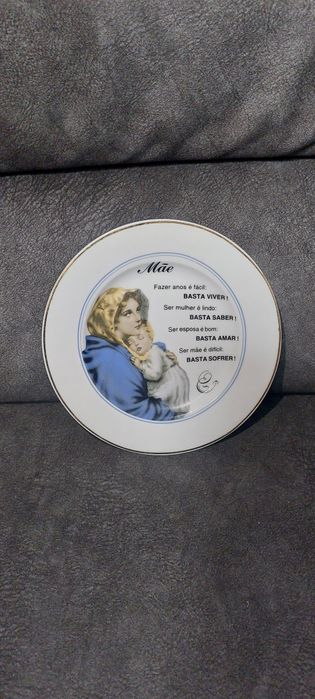 Mãe
Fazer anos é fácil:
BASTA VIVER!
Ser mulher é lindo:
BASTA SABER!
Ser esposa é bom:
BASTA AMAR!
Ser mãe é difícil:
BASTA SOFRER!